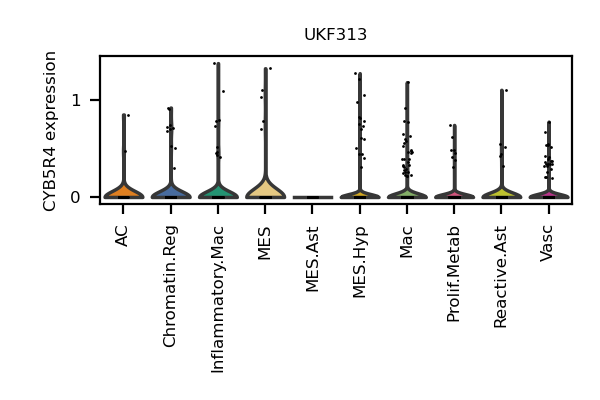 UKF313
CYB5R4 expression
1
0
AC
Chromatin.Reg
Inflammatory.Mac
MES
MES.Ast
MES.Hyp
Mac
Prolif.Metab
Reactive.Ast
Vasc